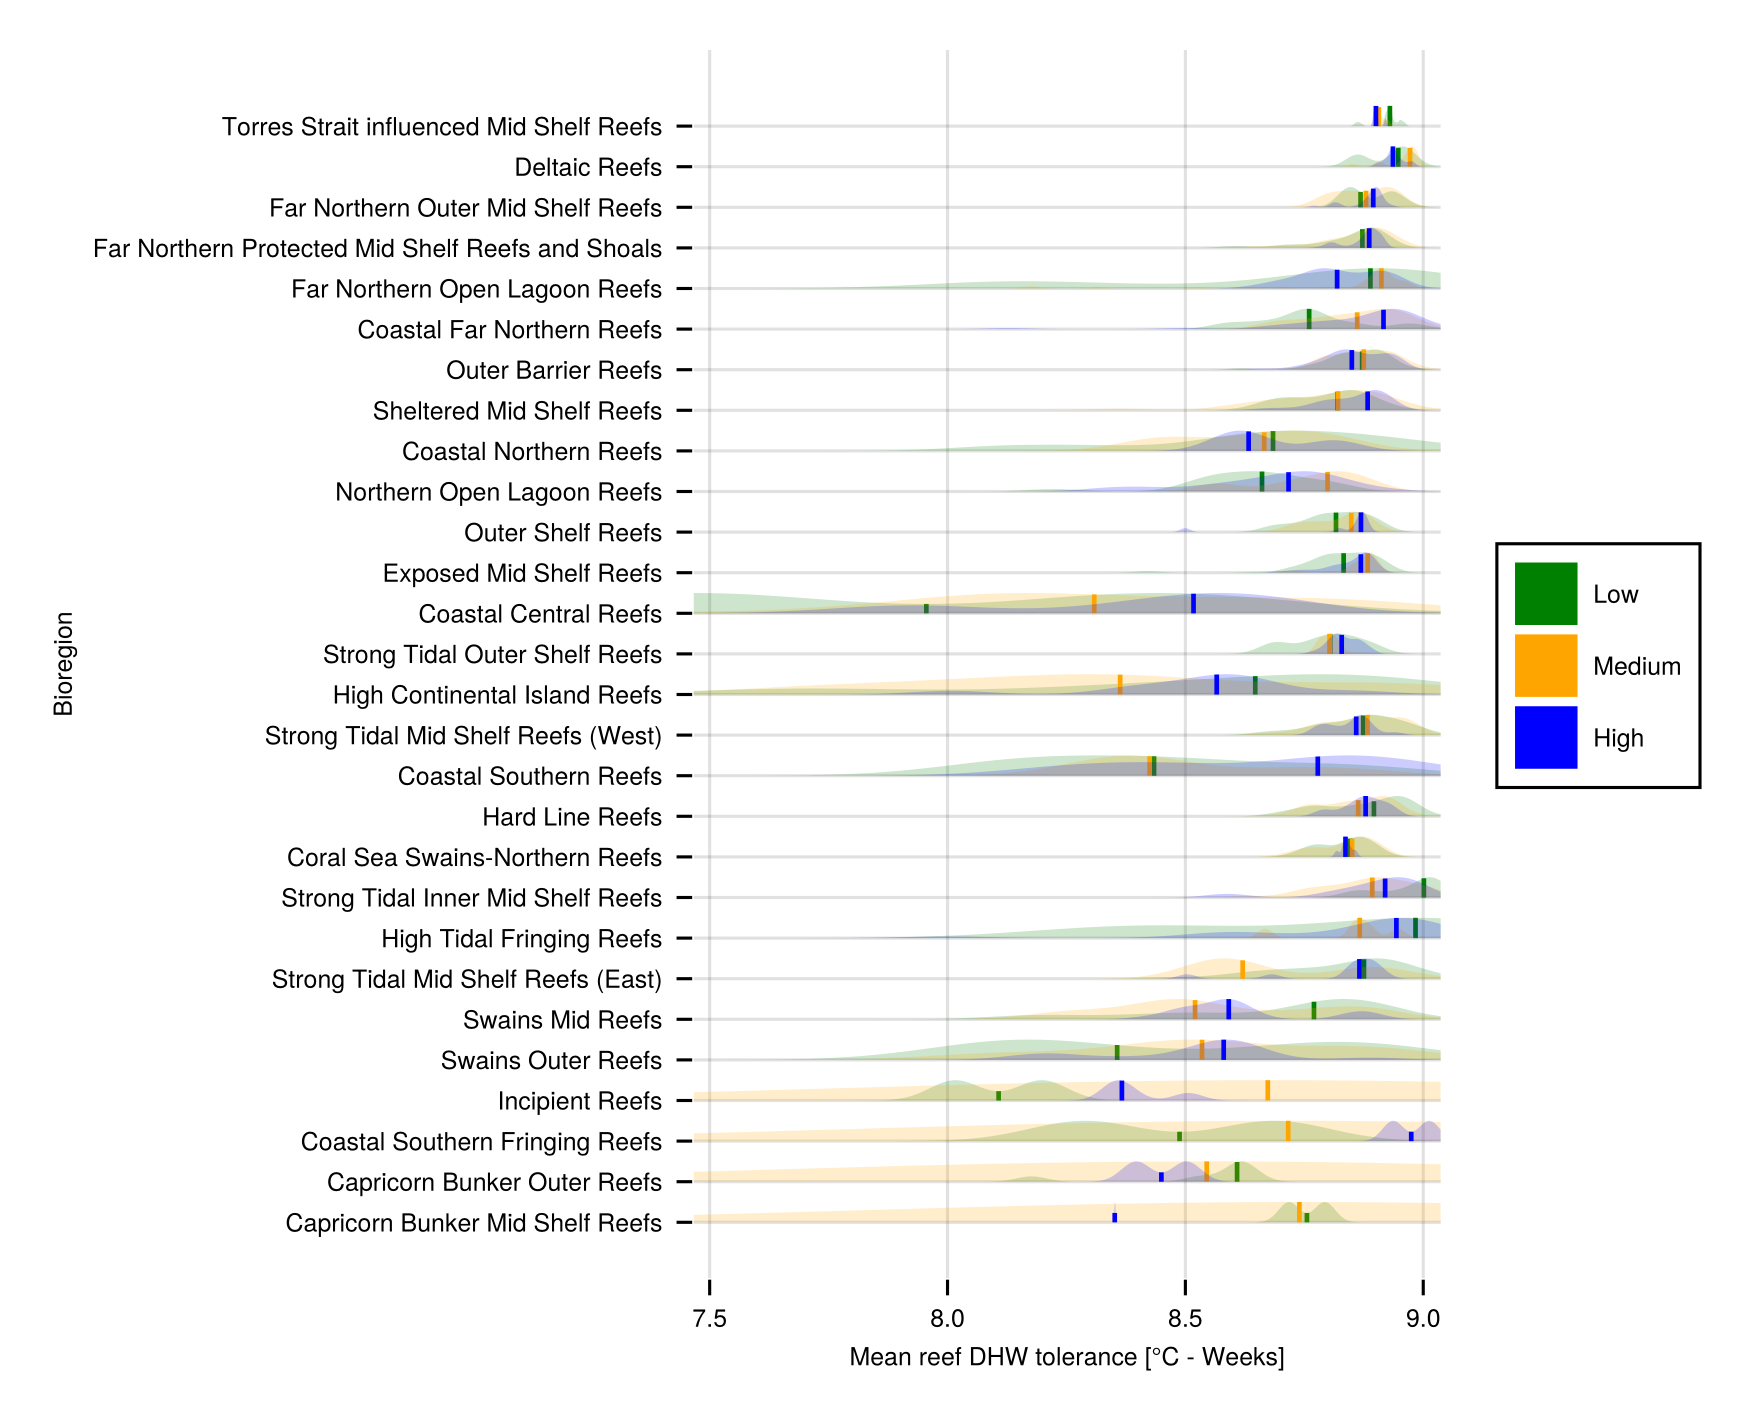 Torres Strait influenced Mid Shelf Reefs
Deltaic Reefs
Far Northern Outer Mid Shelf Reefs
Far Northern Protected Mid Shelf Reefs and Shoals
Far Northern Open Lagoon Reefs
Coastal Far Northern Reefs
Outer Barrier Reefs
Sheltered Mid Shelf Reefs
Coastal Northern Reefs
Northern Open Lagoon Reefs
Outer Shelf Reefs
Exposed Mid Shelf Reefs
Coastal Central Reefs
Strong Tidal Outer Shelf Reefs
High Continental Island Reefs
Strong Tidal Mid Shelf Reefs (West)
Coastal Southern Reefs
Hard Line Reefs
Coral Sea Swains-Northern Reefs
Strong Tidal Inner Mid Shelf Reefs
High Tidal Fringing Reefs
Strong Tidal Mid Shelf Reefs (East)
Swains Mid Reefs
Swains Outer Reefs
Incipient Reefs
Coastal Southern Fringing Reefs
Capricorn Bunker Outer Reefs
Capricorn Bunker Mid Shelf Reefs
Bioregion
7.5 8.0 8.5 9.0
Mean reef DHW tolerance [°C - Weeks]
Low
Medium
High